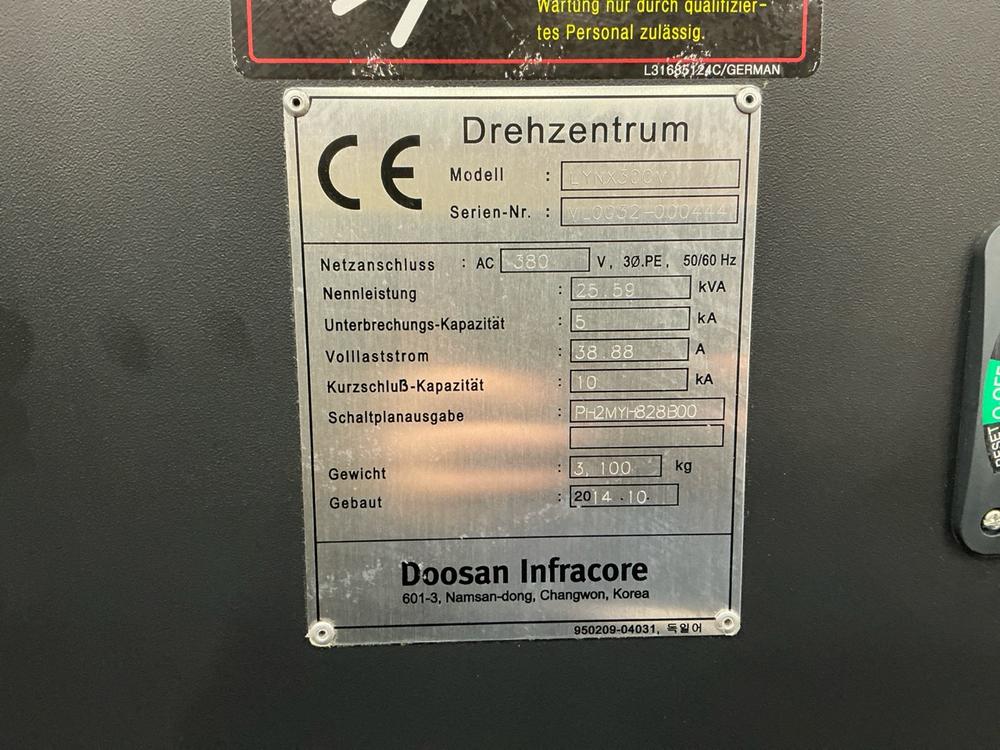 Wartung nur durch qualifizier-
tes Personal zulässig.
L31685124C/GERMAN
CE
Drehzentrum
Modell : LYNX300M
Serien-Nr. : ML0032-000444
Netzanschluss : AC 380 V, 3Ø.PE, 50/60 Hz
Nennleistung : 25.59 kVA
Unterbrechungs-Kapazität : 5 kA
Volllaststrom : 38.88 A
Kurzschluß-Kapazität : 10 kA
Schaltplanausgabe : PH2MYH828B00
Gewicht : 3,100 kg
Gebaut : 2014.10.
Doosan Infracore
601-3, Namsan-dong, Changwon, Korea
950209-04031, 독일어
RESET